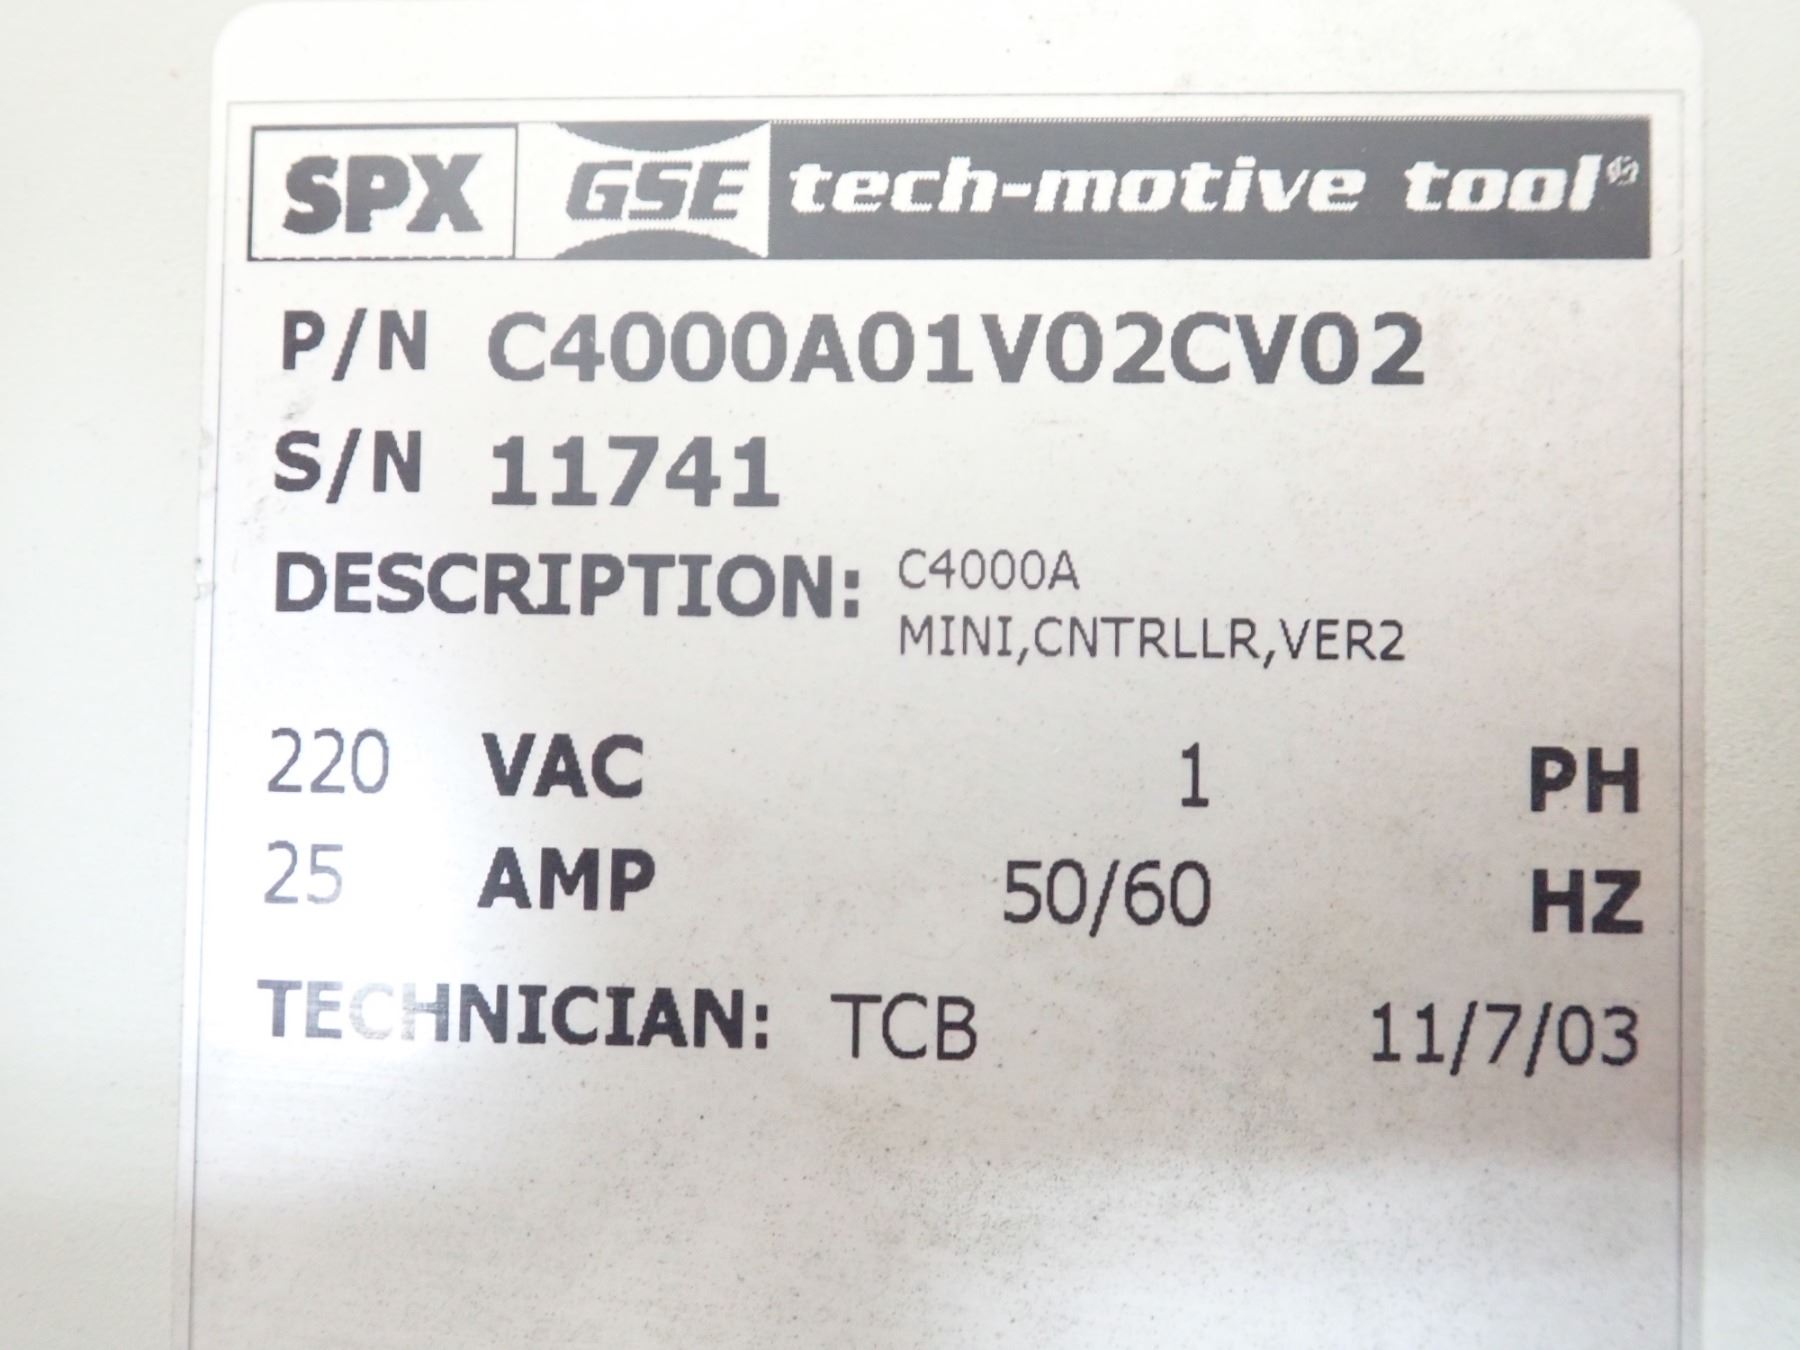 SPX GSE tech-motive tool®
P/N C4000A01V02CV02
S/N 11741
DESCRIPTION: C4000A
MINI,CNTRLLR,VER2
220 VAC 1 PH
25 AMP 50/60 HZ
TECHNICIAN: TCB 11/7/03